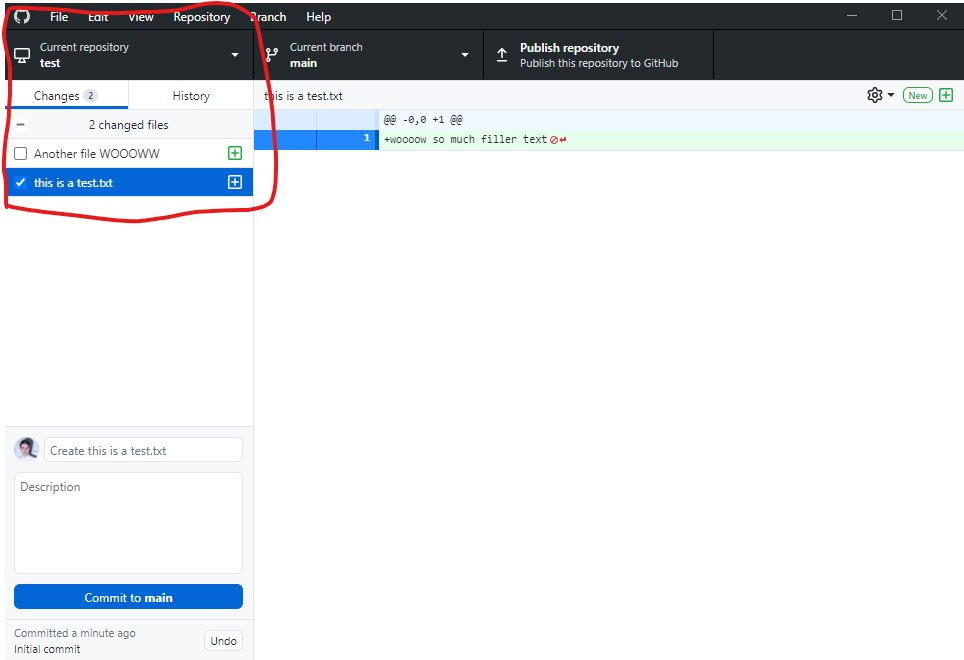 File Edit View Repository Branch Help
Current repository
test
Current branch
main
Publish repository
Publish this repository to GitHub
Changes 2
History
this is a test.txt
New
2 changed files
@@ -0,0 +1 @@
Another file WOOOWW
1 +woooow so much filler text
this is a test.txt
Create this is a test.txt
Description
Commit to main
Committed a minute ago
Initial commit
Undo